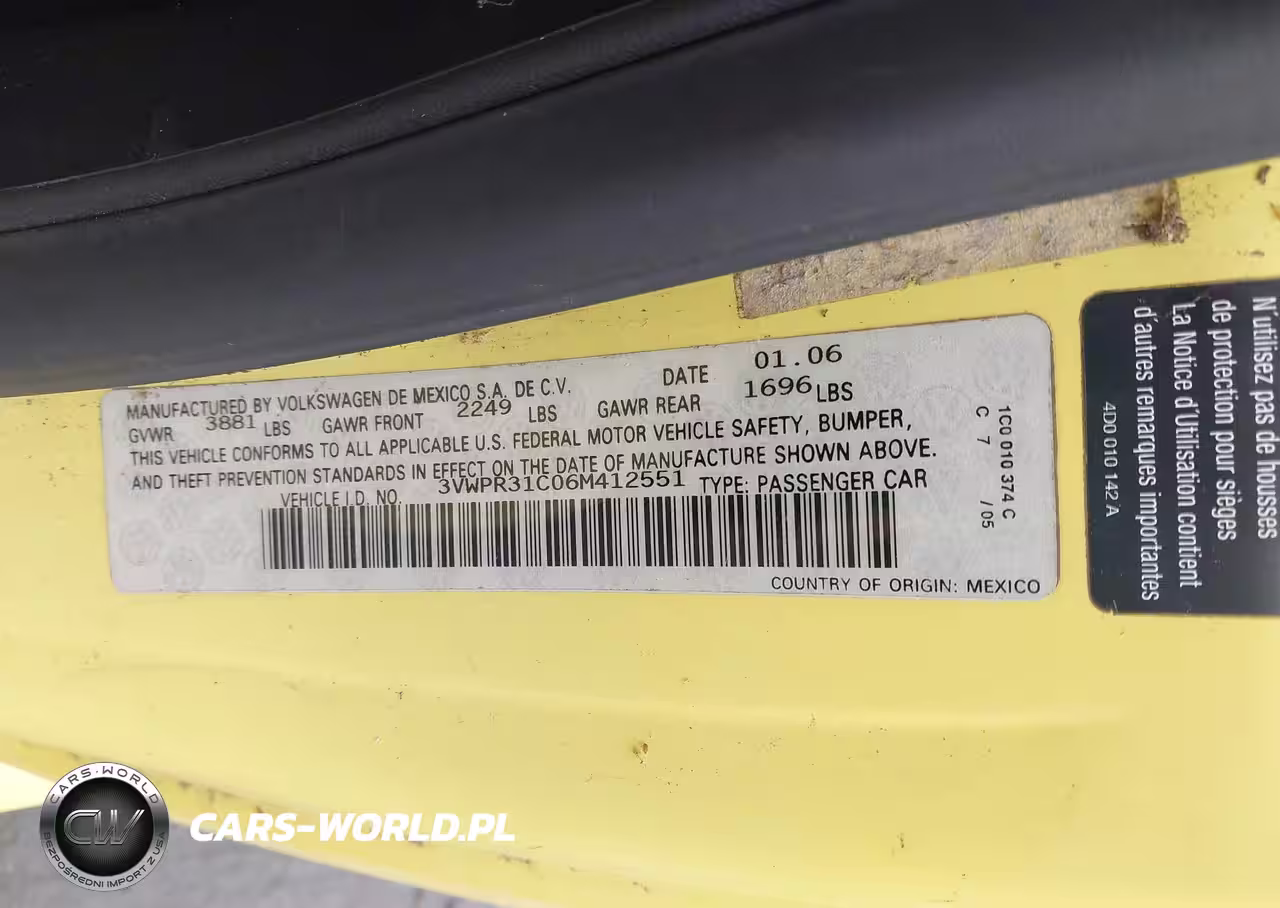 MANUFACTURED BY VOLKSWAGEN DE MEXICO S.A. DE C.V. DATE 01.06
GVWR 3881 LBS GAWR FRONT 2249 LBS GAWR REAR 1696 LBS
THIS VEHICLE CONFORMS TO ALL APPLICABLE U.S. FEDERAL MOTOR VEHICLE SAFETY, BUMPER,
AND THEFT PREVENTION STANDARDS IN EFFECT ON THE DATE OF MANUFACTURE SHOWN ABOVE.
VEHICLE I.D. NO. 3VWPR31C06M412551 TYPE: PASSENGER CAR
COUNTRY OF ORIGIN: MEXICO
1C0 010 374 C
C 7 / 05
N'utilisez pas de housses
de protection pour sièges
La Notice d'Utilisation contient
d'autres remarques importantes
4D0 010 142 A
CARS-WORLD
CW
BEZPOŚREDNI IMPORT Z USA
CARS-WORLD.PL